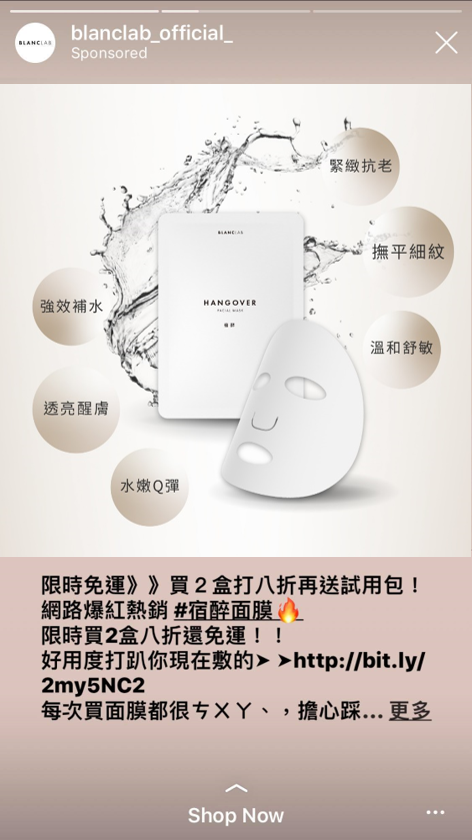 blanclab_official_
Sponsored
BLANCLAB
緊緻抗老
BLANCLAB
撫平細紋
強效補水
HANGOVER
FACIAL MASK
宿醉
溫和舒敏
透亮醒膚
水嫩Q彈
限時免運》》買２盒打八折再送試用包！
網路爆紅熱銷 #宿醉面膜🔥
限時買2盒八折還免運！！
好用度打趴你現在敷的➤ ➤http://bit.ly/
2my5NC2
每次買面膜都很ㄘㄨㄚˋ，擔心踩... 更多
Shop Now